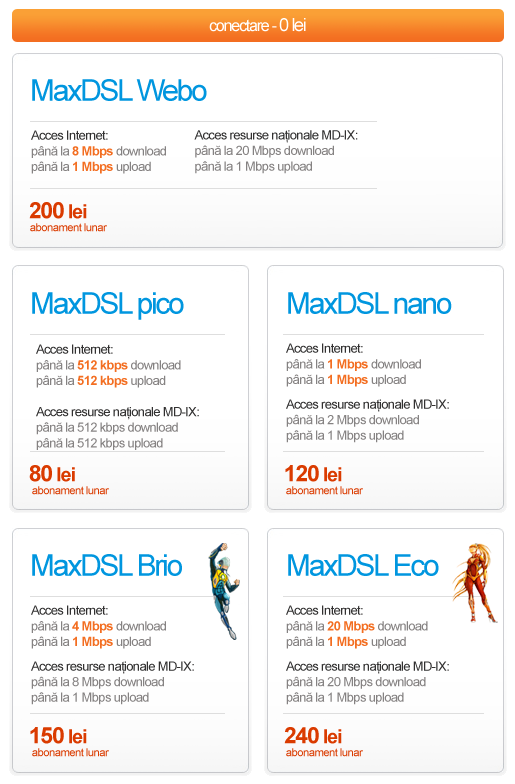 conectare - 0 lei
MaxDSL Webo
Acces Internet:
până la 8 Mbps download
până la 1 Mbps upload
Acces resurse naţionale MD-IX:
până la 20 Mbps download
până la 1 Mbps upload
200 lei
abonament lunar
MaxDSL pico
Acces Internet:
până la 512 kbps download
până la 512 kbps upload
Acces resurse naţionale MD-IX:
până la 512 kbps download
până la 512 kbps upload
80 lei
abonament lunar
MaxDSL nano
Acces Internet:
până la 1 Mbps download
până la 1 Mbps upload
Acces resurse naţionale MD-IX:
până la 2 Mbps download
până la 1 Mbps upload
120 lei
abonament lunar
MaxDSL Brio
Acces Internet:
până la 4 Mbps download
până la 1 Mbps upload
Acces resurse naţionale MD-IX:
până la 8 Mbps download
până la 1 Mbps upload
150 lei
abonament lunar
MaxDSL Eco
Acces Internet:
până la 20 Mbps download
până la 1 Mbps upload
Acces resurse naţionale MD-IX:
până la 20 Mbps download
până la 1 Mbps upload
240 lei
abonament lunar